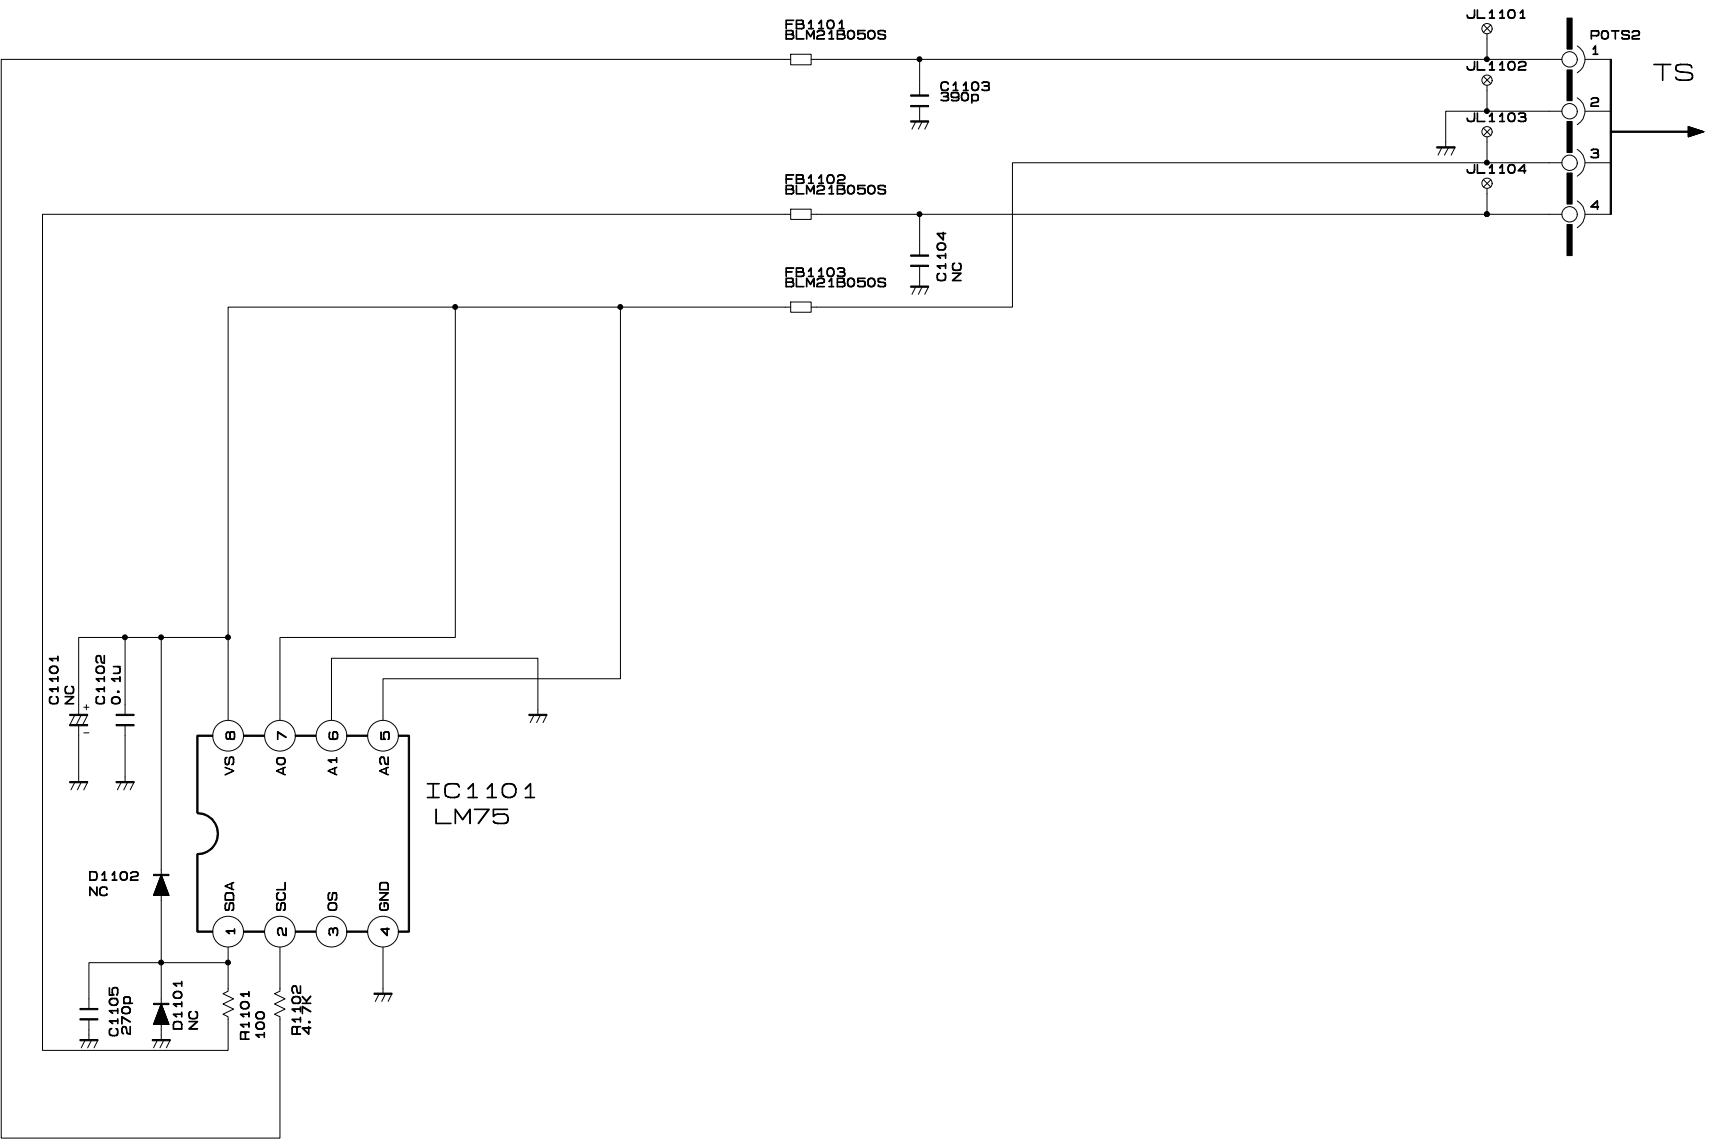 FB1101
BLM21B050S
C1103
390p
JL1101
P0TS2
1
TS
JL1102
2
JL1103
3
JL1104
4
FB1102
BLM21B050S
C1104
NC
FB1103
BLM21B050S
C1101
NC
+
-
C1102
0.1u
8
7
6
5
VS
A0
A1
A2
IC1101
LM75
D1102
NC
SDA
SCL
OS
GND
1
2
3
4
C1105
270p
D1101
NC
R1101
100
R1102
4.7K